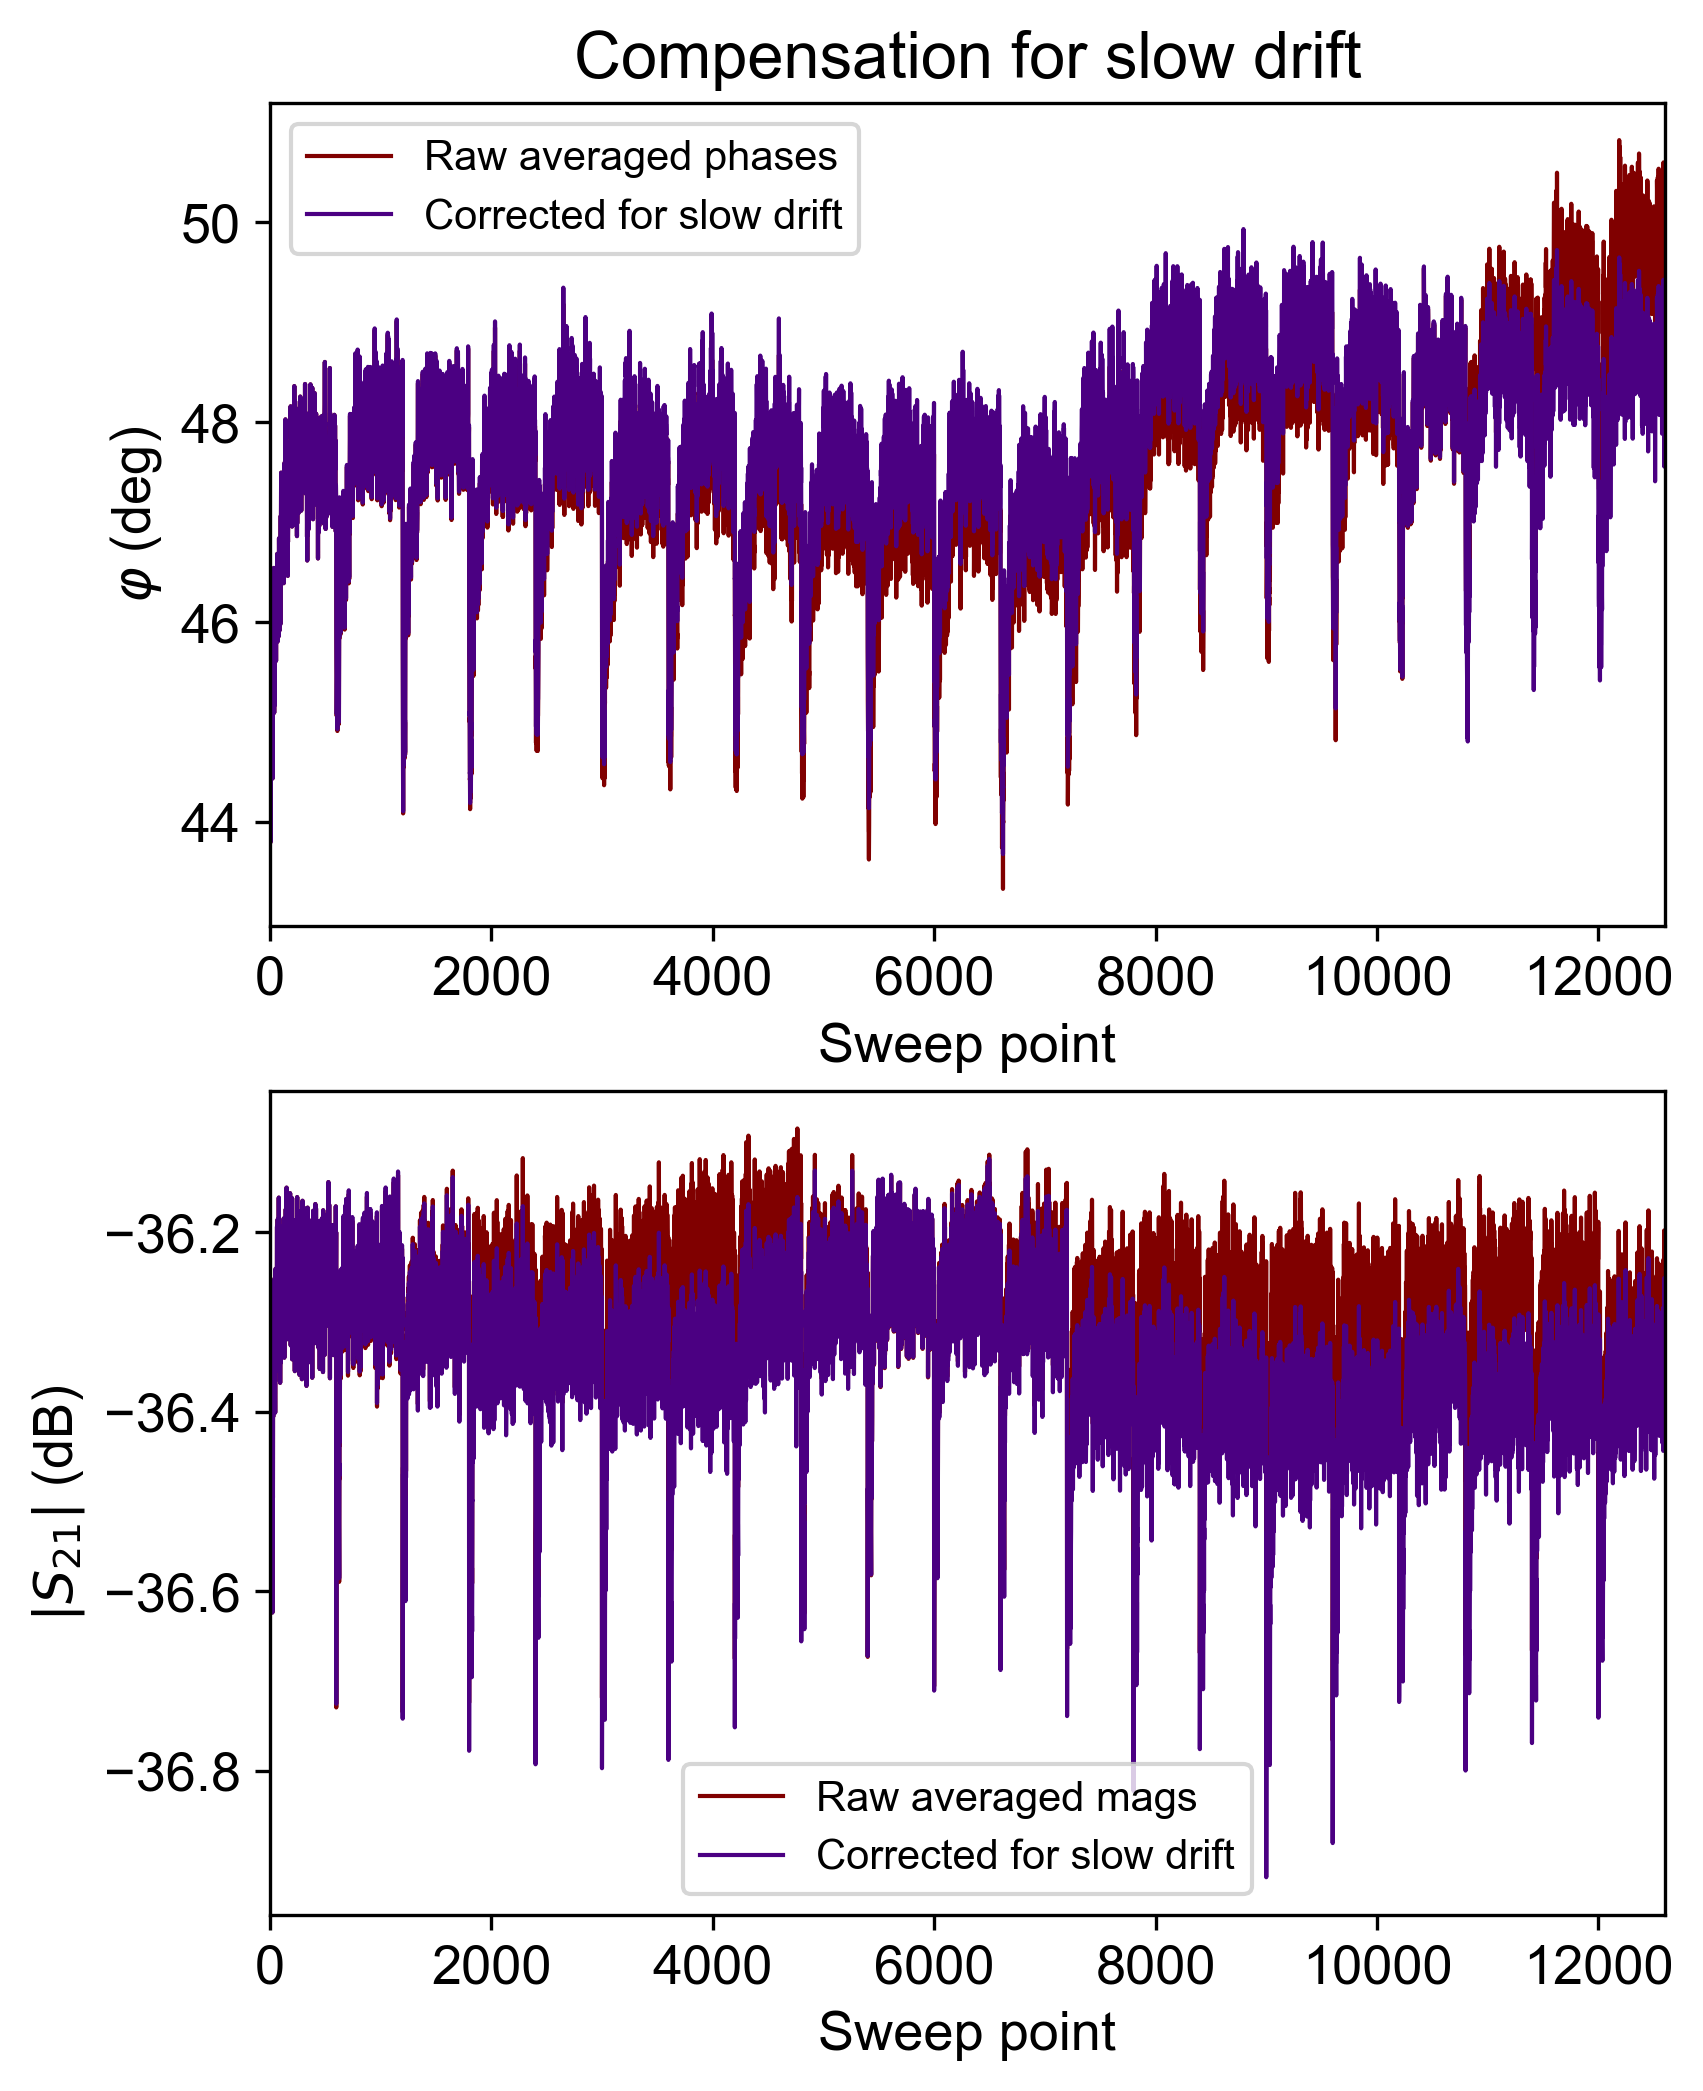 Compensation for slow drift
Raw averaged phases
Corrected for slow drift
50
48
46
44
φ (deg)
0 2000 4000 6000 8000 10000 12000
Sweep point
−36.2
−36.4
−36.6
−36.8
|S₂₁| (dB)
Raw averaged mags
Corrected for slow drift
0 2000 4000 6000 8000 10000 12000
Sweep point